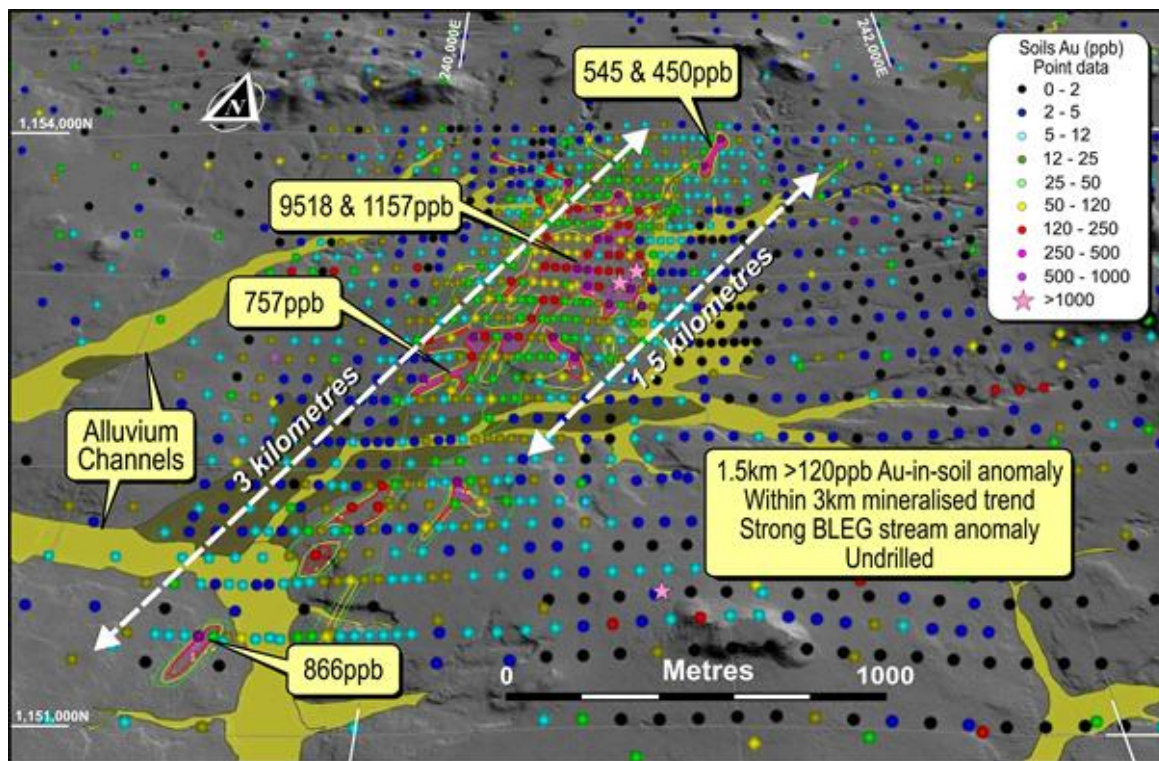 240,000E
242,000E
N
1,154,000N
545 & 450ppb
Soils Au (ppb)
Point data
0 - 2
2 - 5
5 - 12
12 - 25
25 - 50
50 - 120
120 - 250
250 - 500
500 - 1000
>1000
9518 & 1157ppb
757ppb
Alluvium
Channels
3 kilometres
1.5 kilometres
1.5km >120ppb Au-in-soil anomaly
Within 3km mineralised trend
Strong BLEG stream anomaly
Undrilled
866ppb
Metres
0 1000
1,151,000N